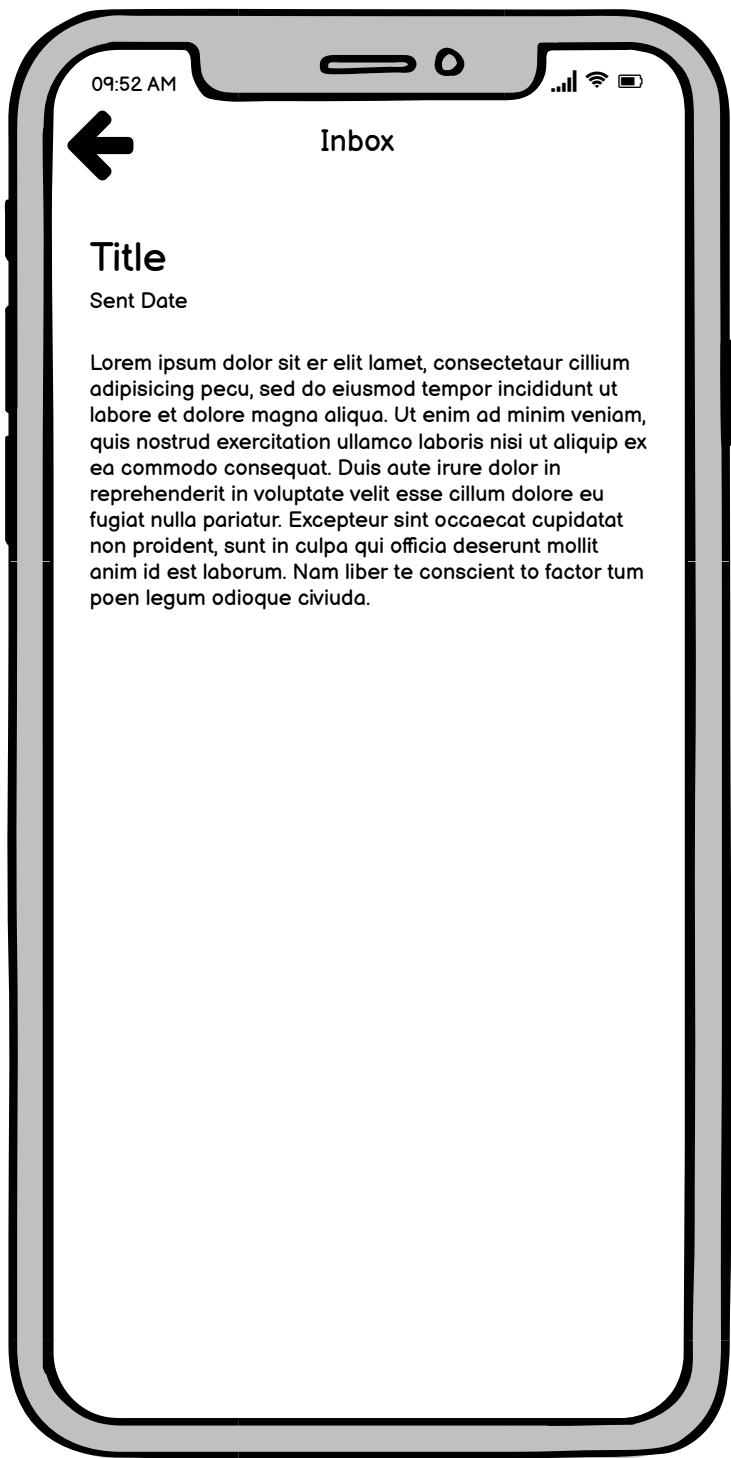 09:52 AM
Inbox
Title
Sent Date
Lorem ipsum dolor sit er elit lamet, consectetaur cillium
adipisicing pecu, sed do eiusmod tempor incididunt ut
labore et dolore magna aliqua. Ut enim ad minim veniam,
quis nostrud exercitation ullamco laboris nisi ut aliquip ex
ea commodo consequat. Duis aute irure dolor in
reprehenderit in voluptate velit esse cillum dolore eu
fugiat nulla pariatur. Excepteur sint occaecat cupidatat
non proident, sunt in culpa qui officia deserunt mollit
anim id est laborum. Nam liber te conscient to factor tum
poen legum odioque civiuda.